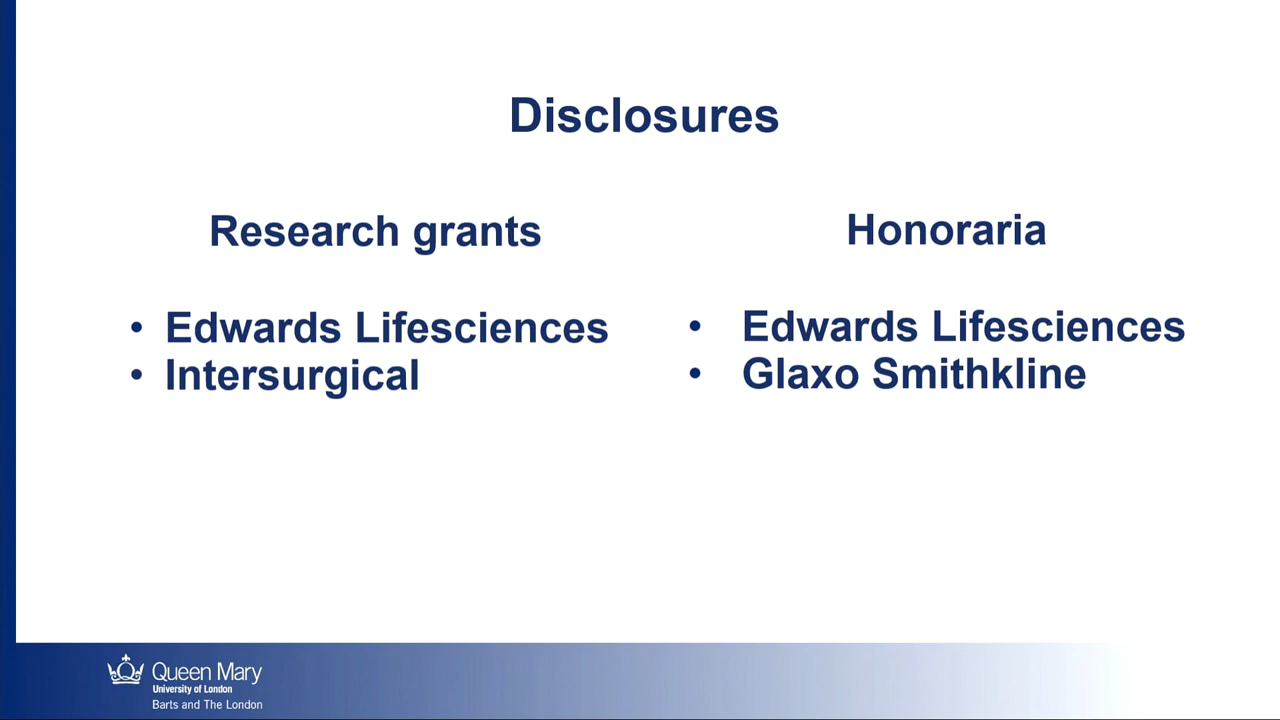 Disclosures
Research grants
• Edwards Lifesciences
• Intersurgical
Honoraria
• Edwards Lifesciences
• Glaxo Smithkline
Queen Mary
University of London
Barts and The London